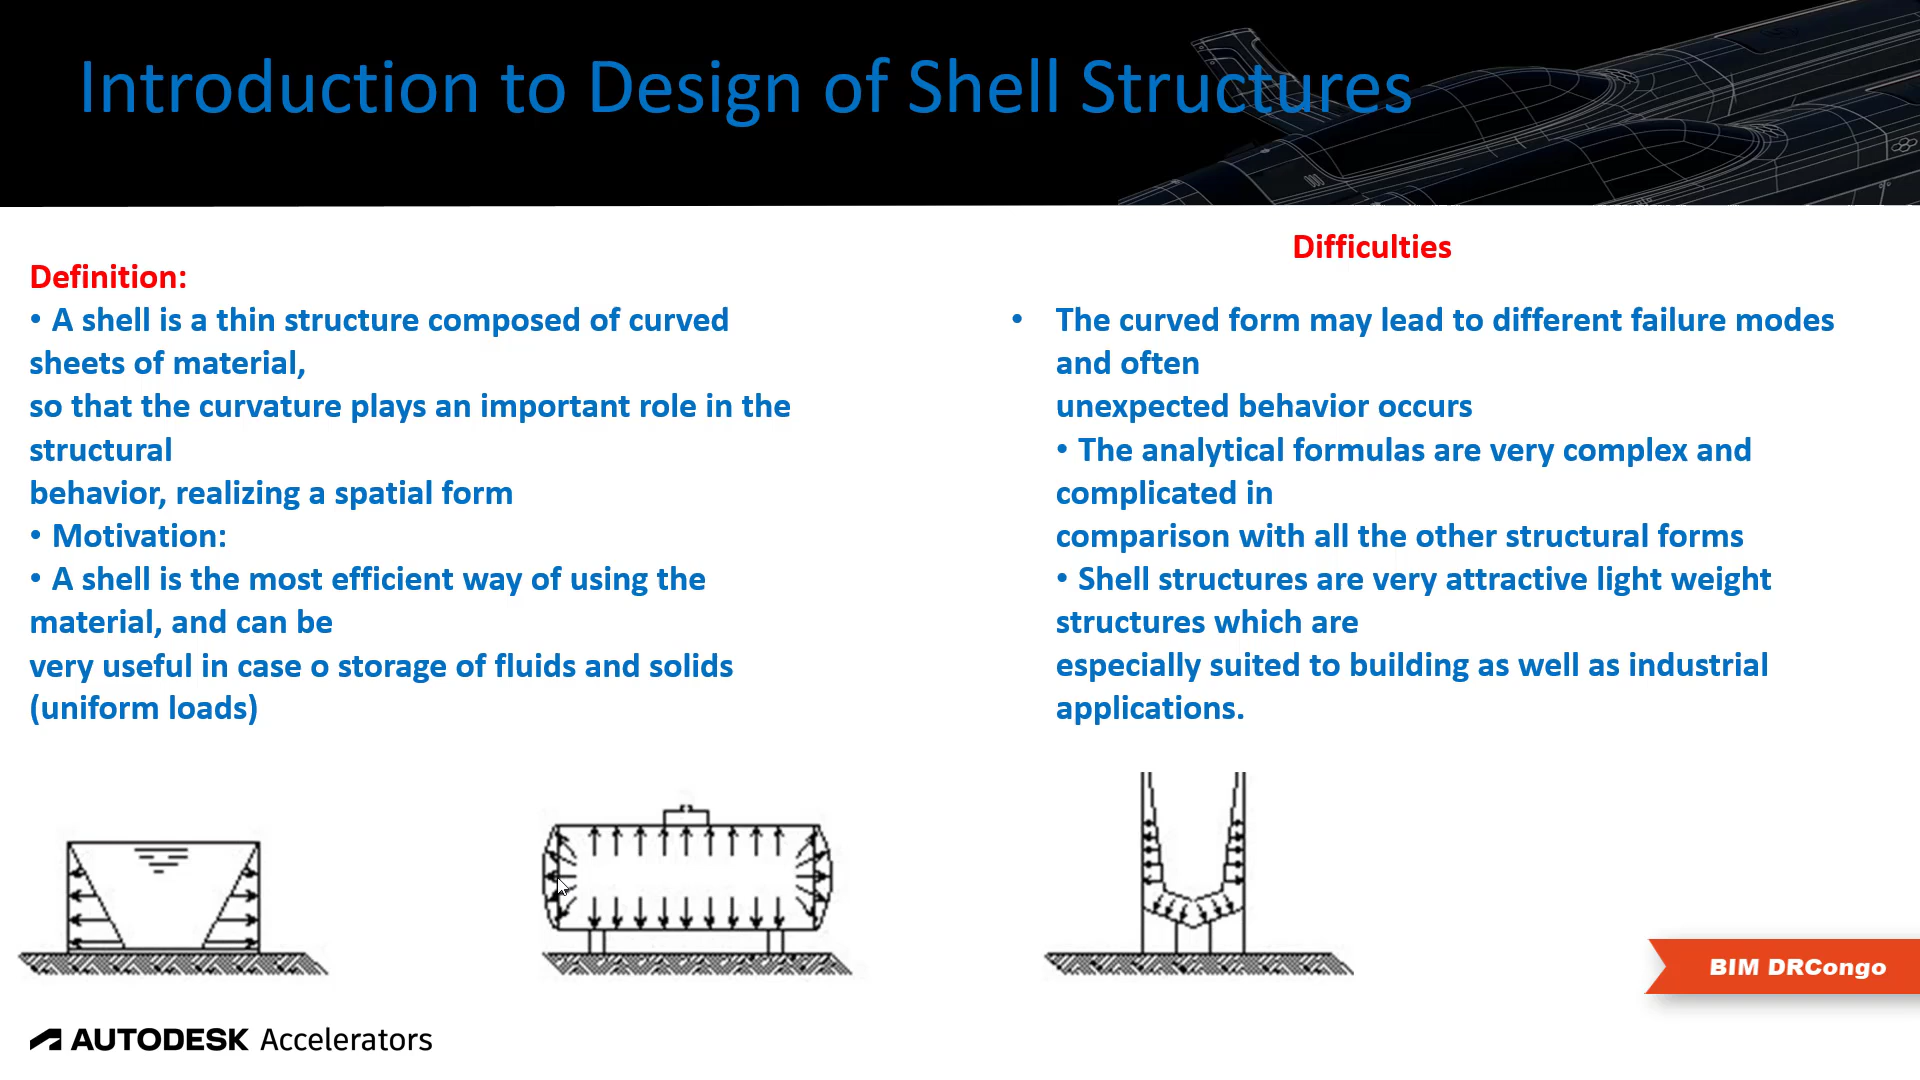 Introduction to Design of Shell Structures
Definition:
• A shell is a thin structure composed of curved
sheets of material,
so that the curvature plays an important role in the
structural
behavior, realizing a spatial form
• Motivation:
• A shell is the most efficient way of using the
material, and can be
very useful in case o storage of fluids and solids
(uniform loads)
Difficulties
• The curved form may lead to different failure modes
and often
unexpected behavior occurs
• The analytical formulas are very complex and
complicated in
comparison with all the other structural forms
• Shell structures are very attractive light weight
structures which are
especially suited to building as well as industrial
applications.
BIM DRCongo
AUTODESK Accelerators